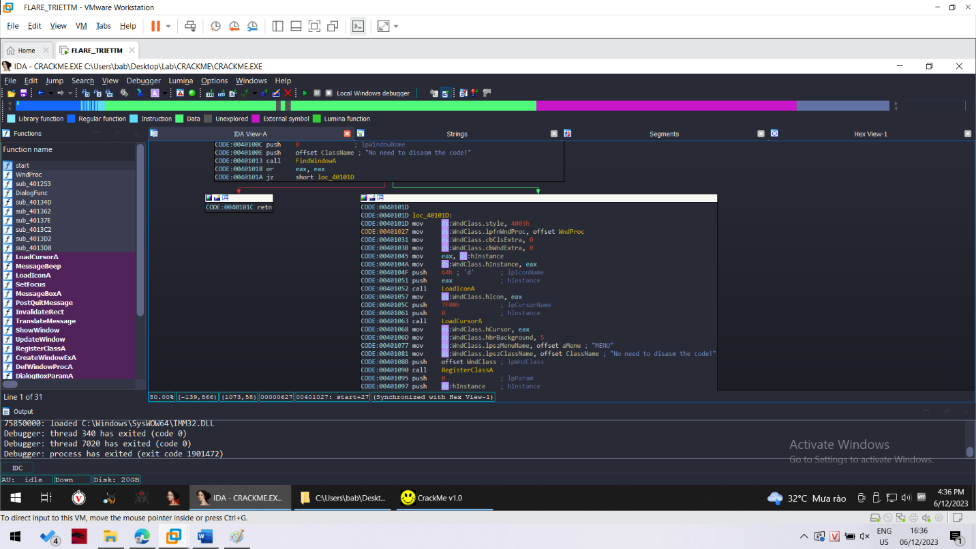 FLARE_TRIETTM - VMware Workstation
File Edit View VM Tabs Help
Home FLARE_TRIETTM
IDA - CRACKME.EXE C:\Users\bab\Desktop\Lab\CRACKME\CRACKME.EXE
File Edit Jump Search View Debugger Lumina Options Windows Help
Local Windows debugger
Library function Regular function Instruction Data Unexplored External symbol Lumina function
Functions IDA View-A Strings Segments Hex View-1
Function name
start
WndProc
sub_401253
DialogFunc
sub_40134D
sub_401362
sub_40137E
sub_4013C2
sub_4013D2
sub_4013D8
LoadCursorA
MessageBeep
LoadIconA
SetFocus
MessageBoxA
PostQuitMessage
InvalidateRect
TranslateMessage
ShowWindow
UpdateWindow
RegisterClassA
CreateWindowExA
DefWindowProcA
DialogBoxParamA
Line 1 of 31
CODE:0040100C push 0 ; lpWindowName
CODE:0040100E push offset ClassName ; "No need to disasm the code!"
CODE:00401013 call FindWindowA
CODE:00401018 or eax, eax
CODE:0040101A jz short loc_40101D
CODE:0040101C retn
CODE:0040101D
CODE:0040101D loc_40101D:
CODE:0040101D mov ds:WndClass.style, 4003h
CODE:00401027 mov ds:WndClass.lpfnWndProc, offset WndProc
CODE:00401031 mov ds:WndClass.cbClsExtra, 0
CODE:0040103B mov ds:WndClass.cbWndExtra, 0
CODE:00401045 mov eax, ds:hInstance
CODE:0040104A mov ds:WndClass.hInstance, eax
CODE:0040104F push 64h ; 'd' ; lpIconName
CODE:00401051 push eax ; hInstance
CODE:00401052 call LoadIconA
CODE:00401057 mov ds:WndClass.hIcon, eax
CODE:0040105C push 7F00h ; lpCursorName
CODE:00401061 push 0 ; hInstance
CODE:00401063 call LoadCursorA
CODE:00401068 mov ds:WndClass.hCursor, eax
CODE:0040106D mov ds:WndClass.hbrBackground, 5
CODE:00401077 mov ds:WndClass.lpszMenuName, offset aMenu ; "MENU"
CODE:00401081 mov ds:WndClass.lpszClassName, offset ClassName ; "No need to disasm the code!"
CODE:0040108B push offset WndClass ; lpWndClass
CODE:00401090 call RegisterClassA
CODE:00401095 push 0 ; lpParam
CODE:00401097 push ds:hInstance ; hInstance
50.00% (-139,566) (1073,58) 00000627 00401027: start+27 (Synchronized with Hex View-1)
Output
75850000: loaded C:\Windows\SysWOW64\IMM32.DLL
Debugger: thread 340 has exited (code 0)
Debugger: thread 7020 has exited (code 0)
Debugger: process has exited (exit code 1901472)
IDC
AU: idle Down Disk: 20GB
Activate Windows
Go to Settings to activate Windows.
IDA - CRACKME.EXE... C:\Users\bab\Deskt... CrackMe v1.0
32°C Mưa rào
4:36 PM
6/12/2023
To direct input to this VM, move the mouse pointer inside or press Ctrl+G.
ENG
US
16:36
06/12/2023